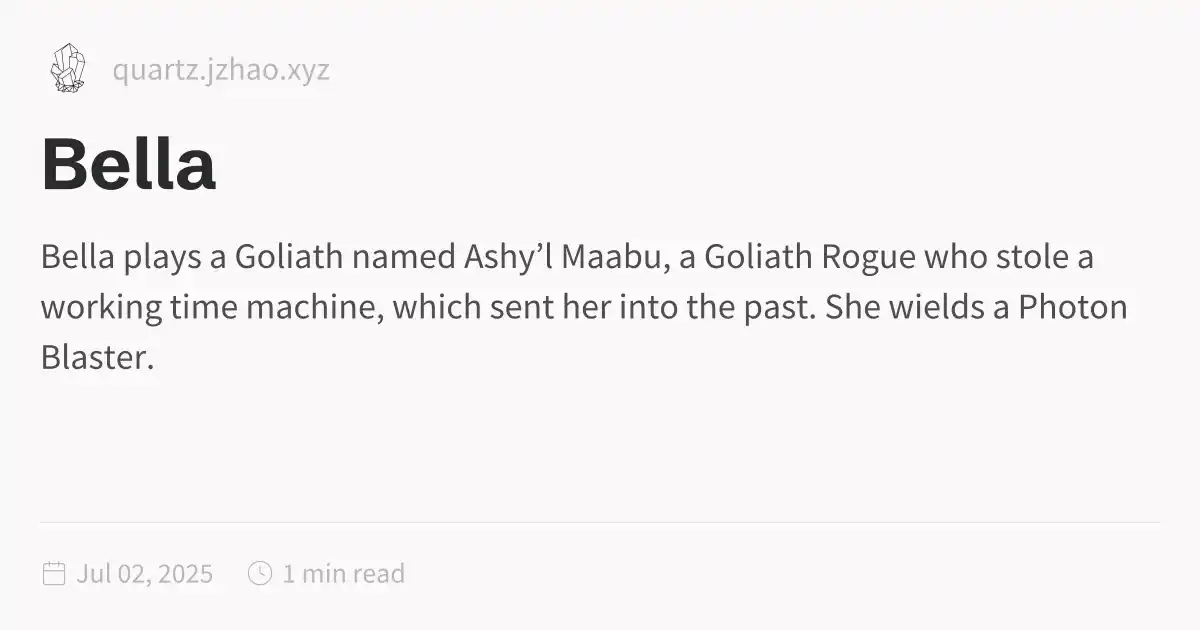 quartz.jzhao.xyz
Bella
Bella plays a Goliath named Ashy’l Maabu, a Goliath Rogue who stole a
working time machine, which sent her into the past. She wields a Photon
Blaster.
Jul 02, 2025 1 min read